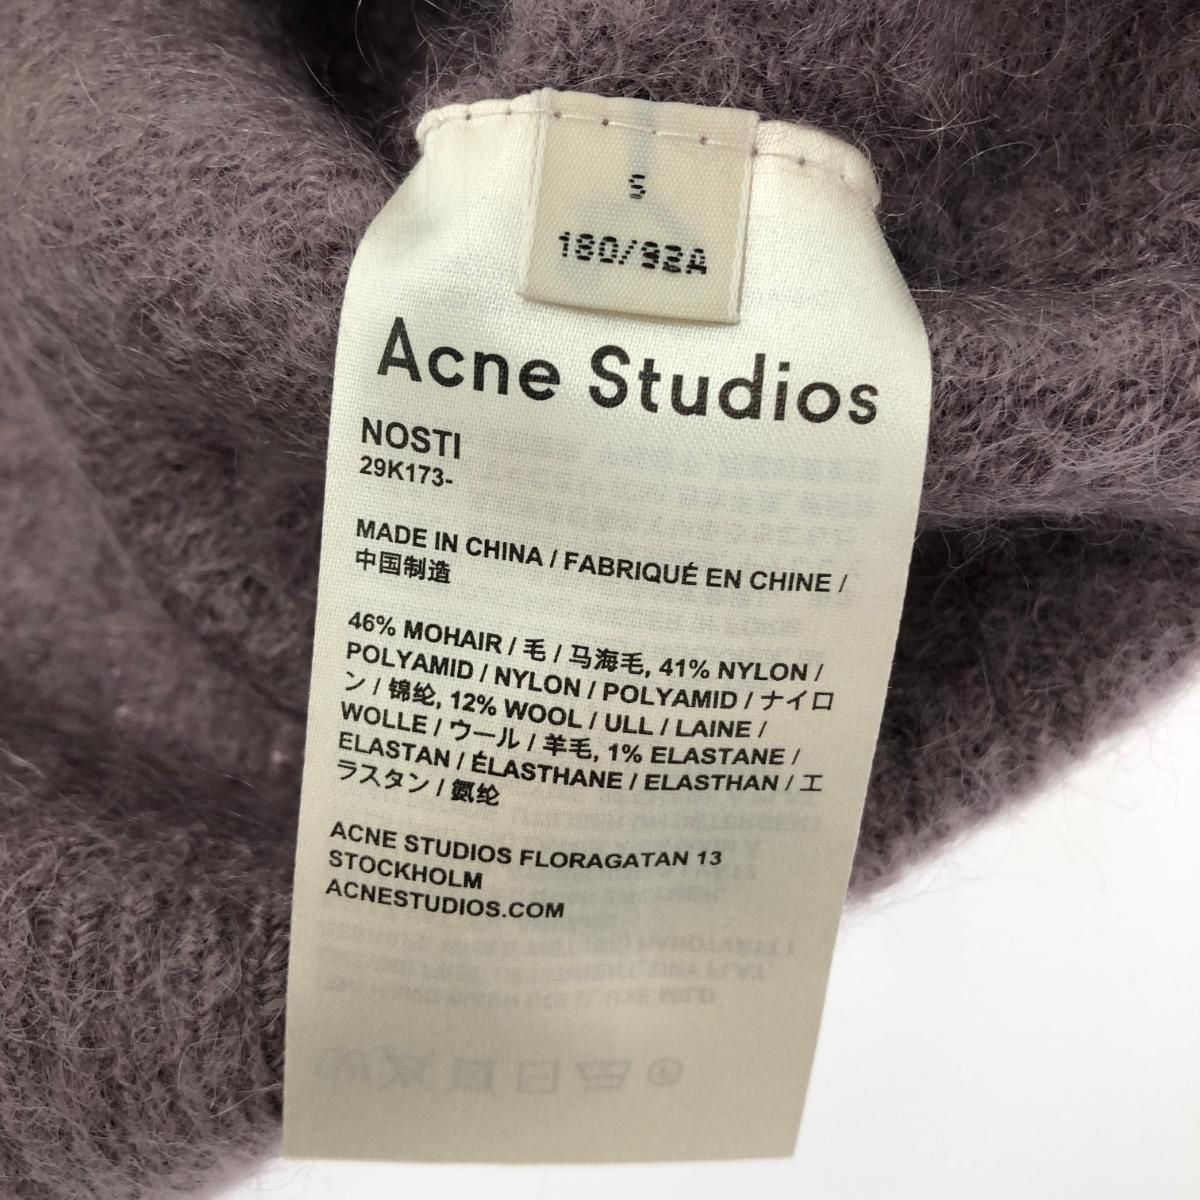 S
180/92A
Acne Studios
NOSTI
29K173-
MADE IN CHINA / FABRIQUÉ EN CHINE /
中国制造
46% MOHAIR / 毛 / 马海毛, 41% NYLON /
POLYAMID / NYLON / POLYAMID / ナイロ
ン / 锦纶, 12% WOOL / ULL / LAINE /
WOLLE / ウール / 羊毛, 1% ELASTANE /
ELASTAN / ÉLASTHANE / ELASTHAN / エ
ラスタン / 氨纶
ACNE STUDIOS FLORAGATAN 13
STOCKHOLM
ACNESTUDIOS.COM